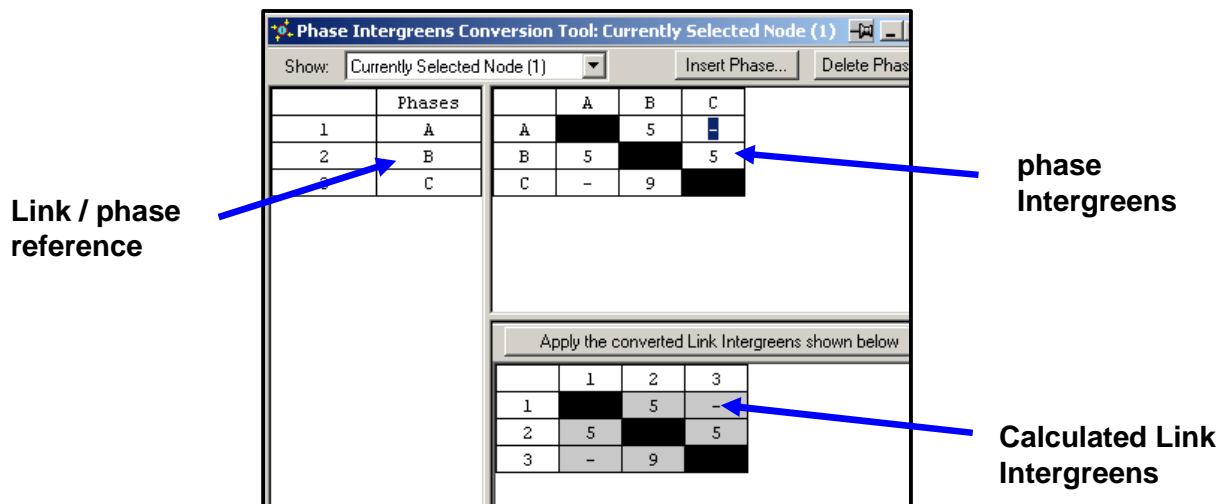 Phase Intergreens Conversion Tool: Currently Selected Node (1)
Show: Currently Selected Node (1) Insert Phase... Delete Phas
Phases
1 A
2 B
3 C
A B C
A 5 -
B 5 5
C - 9
Link / phase
reference
phase
Intergreens
Apply the converted Link Intergreens shown below
1 2 3
1 5 -
2 5 5
3 - 9
Calculated Link
Intergreens